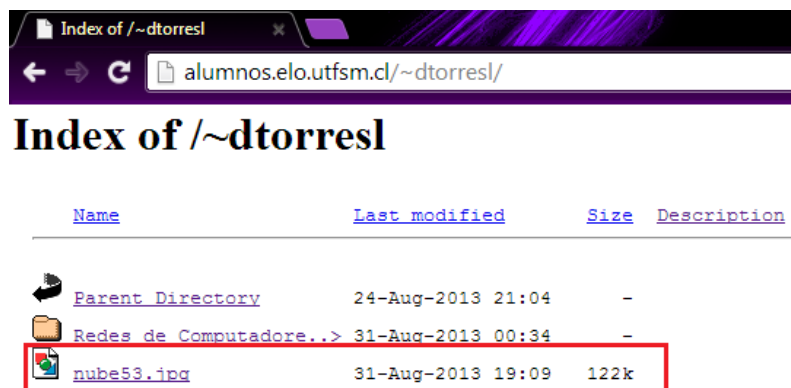 Index of /~dtorresl
alumnos.elo.utfsm.cl/~dtorresl/
Index of /~dtorresl
Name Last modified Size Description
Parent Directory 24-Aug-2013 21:04 -
Redes de Computadore..> 31-Aug-2013 00:34 -
nube53.jpg 31-Aug-2013 19:09 122k